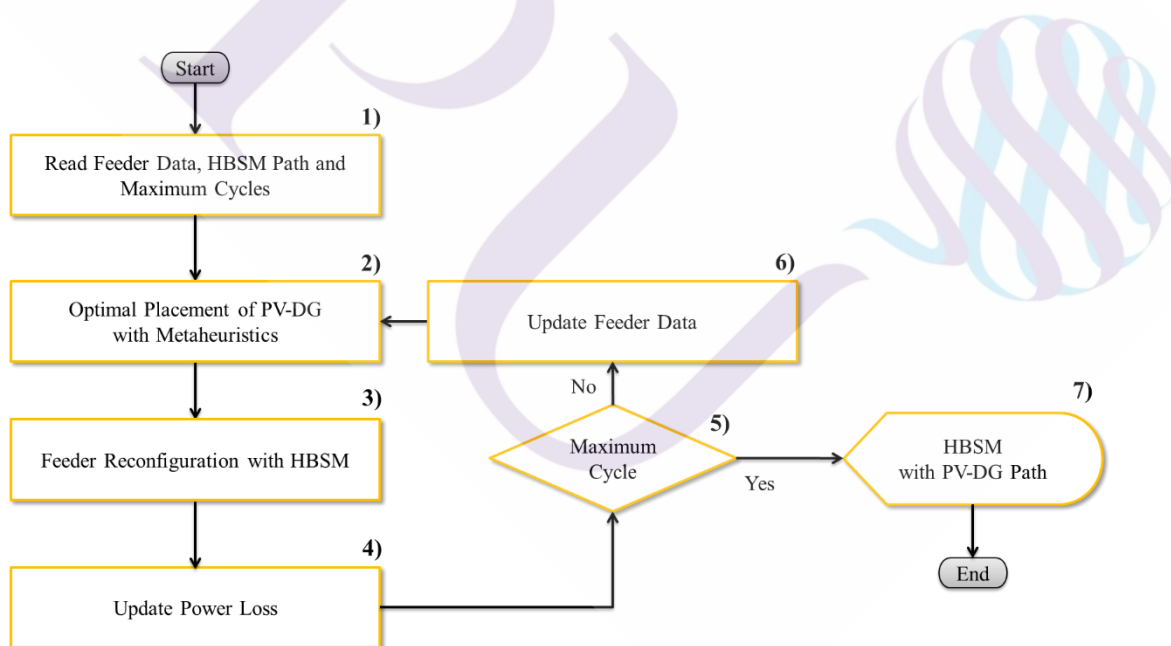 Start
1)
Read Feeder Data, HBSM Path and
Maximum Cycles
2)
Optimal Placement of PV-DG
with Metaheuristics
3)
Feeder Reconfiguration with HBSM
4)
Update Power Loss
5)
Maximum
Cycle
No
6)
Update Feeder Data
Yes
7)
HBSM
with PV-DG Path
End